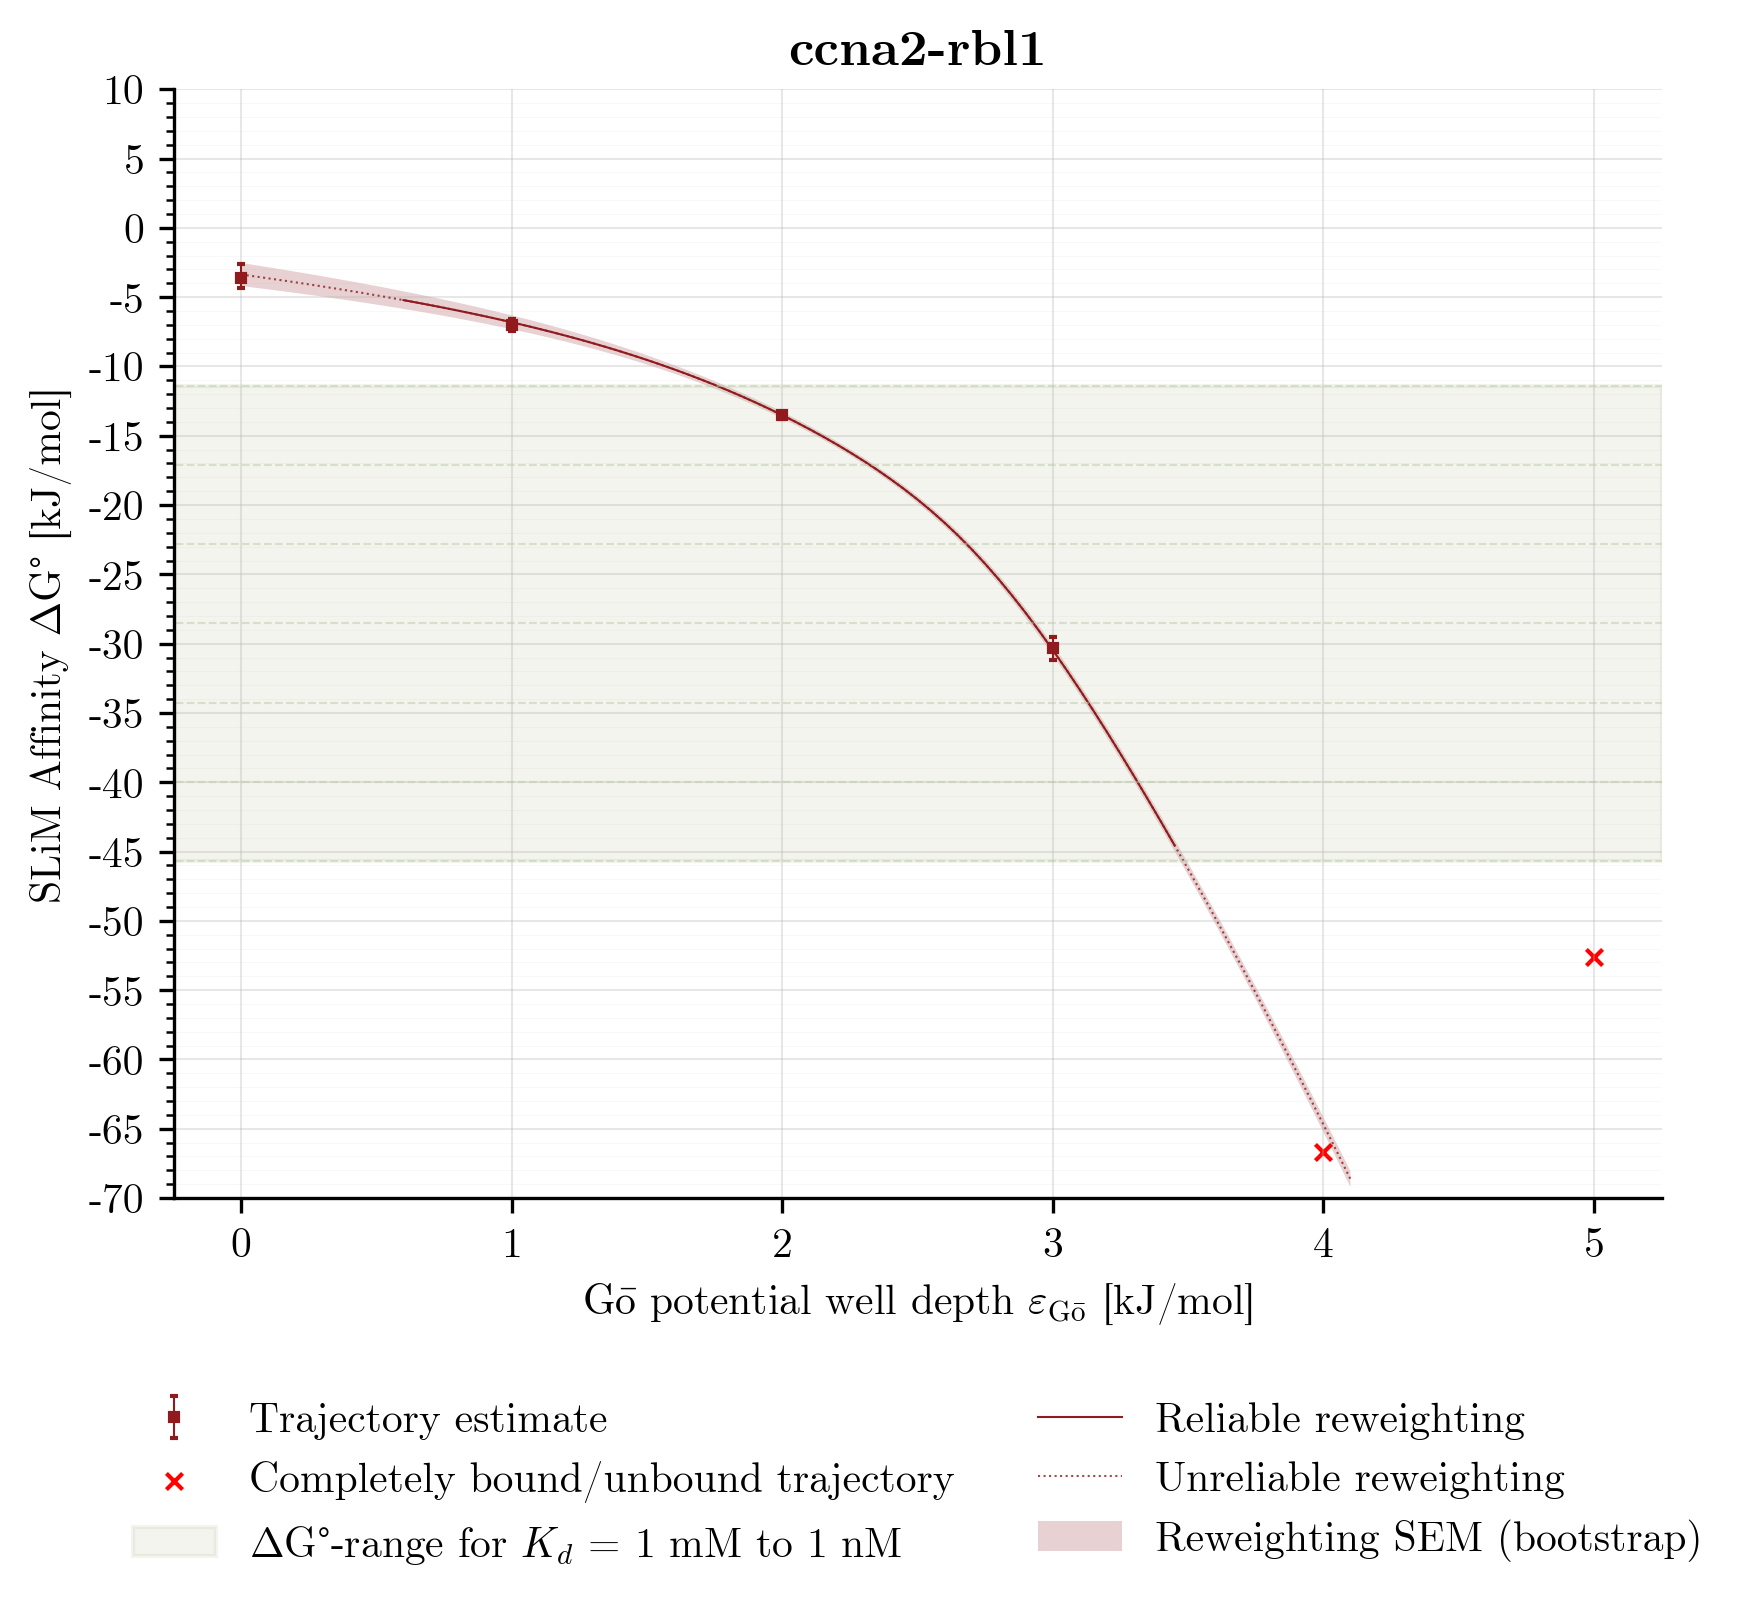 ccna2-rbl1
10
5
0
-5
-10
-15
-20
-25
-30
-35
-40
-45
-50
-55
-60
-65
-70
SLiM Affinity ΔG° [kJ/mol]
0 1 2 3 4 5
Gō potential well depth εGō [kJ/mol]
Trajectory estimate
Completely bound/unbound trajectory
ΔG°-range for Kd = 1 mM to 1 nM
Reliable reweighting
Unreliable reweighting
Reweighting SEM (bootstrap)